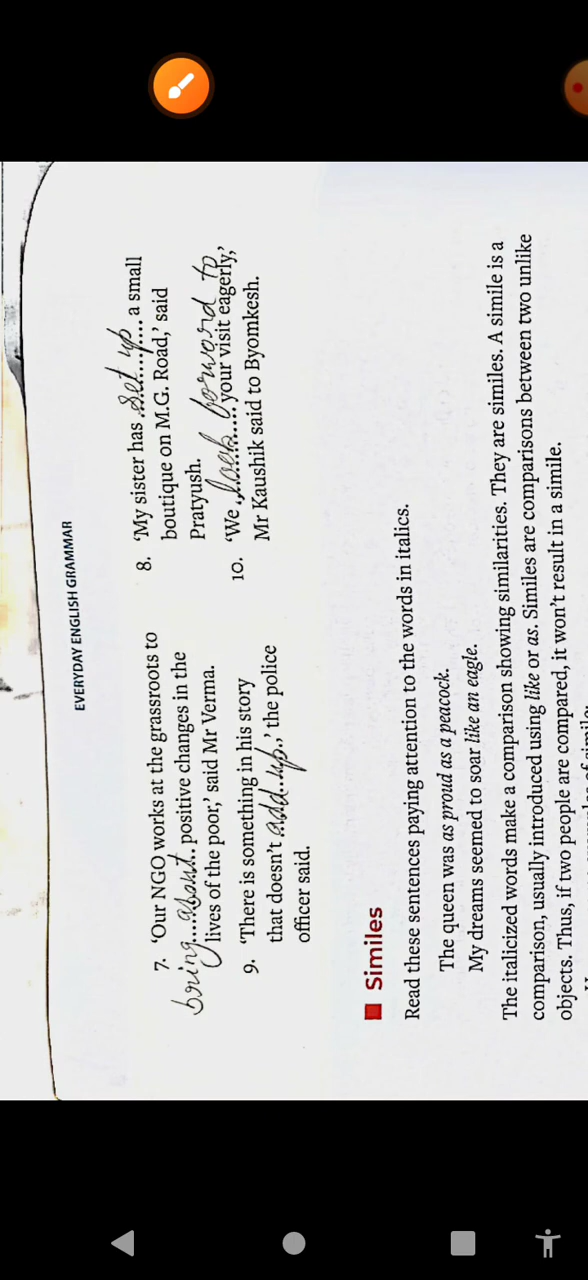 EVERYDAY ENGLISH GRAMMAR
7. ‘Our NGO works at the grassroots to
bring....about.. positive changes in the
lives of the poor,’ said Mr Verma.
8. ‘My sister has set up a small
boutique on M.G. Road,’ said
Pratyush.
9. ‘There is something in his story
that doesn’t add up,’ the police
officer said.
10. ‘We look forword to your visit eagerly,’
Mr Kaushik said to Byomkesh.
Similes
Read these sentences paying attention to the words in italics.
The queen was as proud as a peacock.
My dreams seemed to soar like an eagle.
The italicized words make a comparison showing similarities. They are similes. A simile is a
comparison, usually introduced using like or as. Similes are comparisons between two unlike
objects. Thus, if two people are compared, it won’t result in a simile.